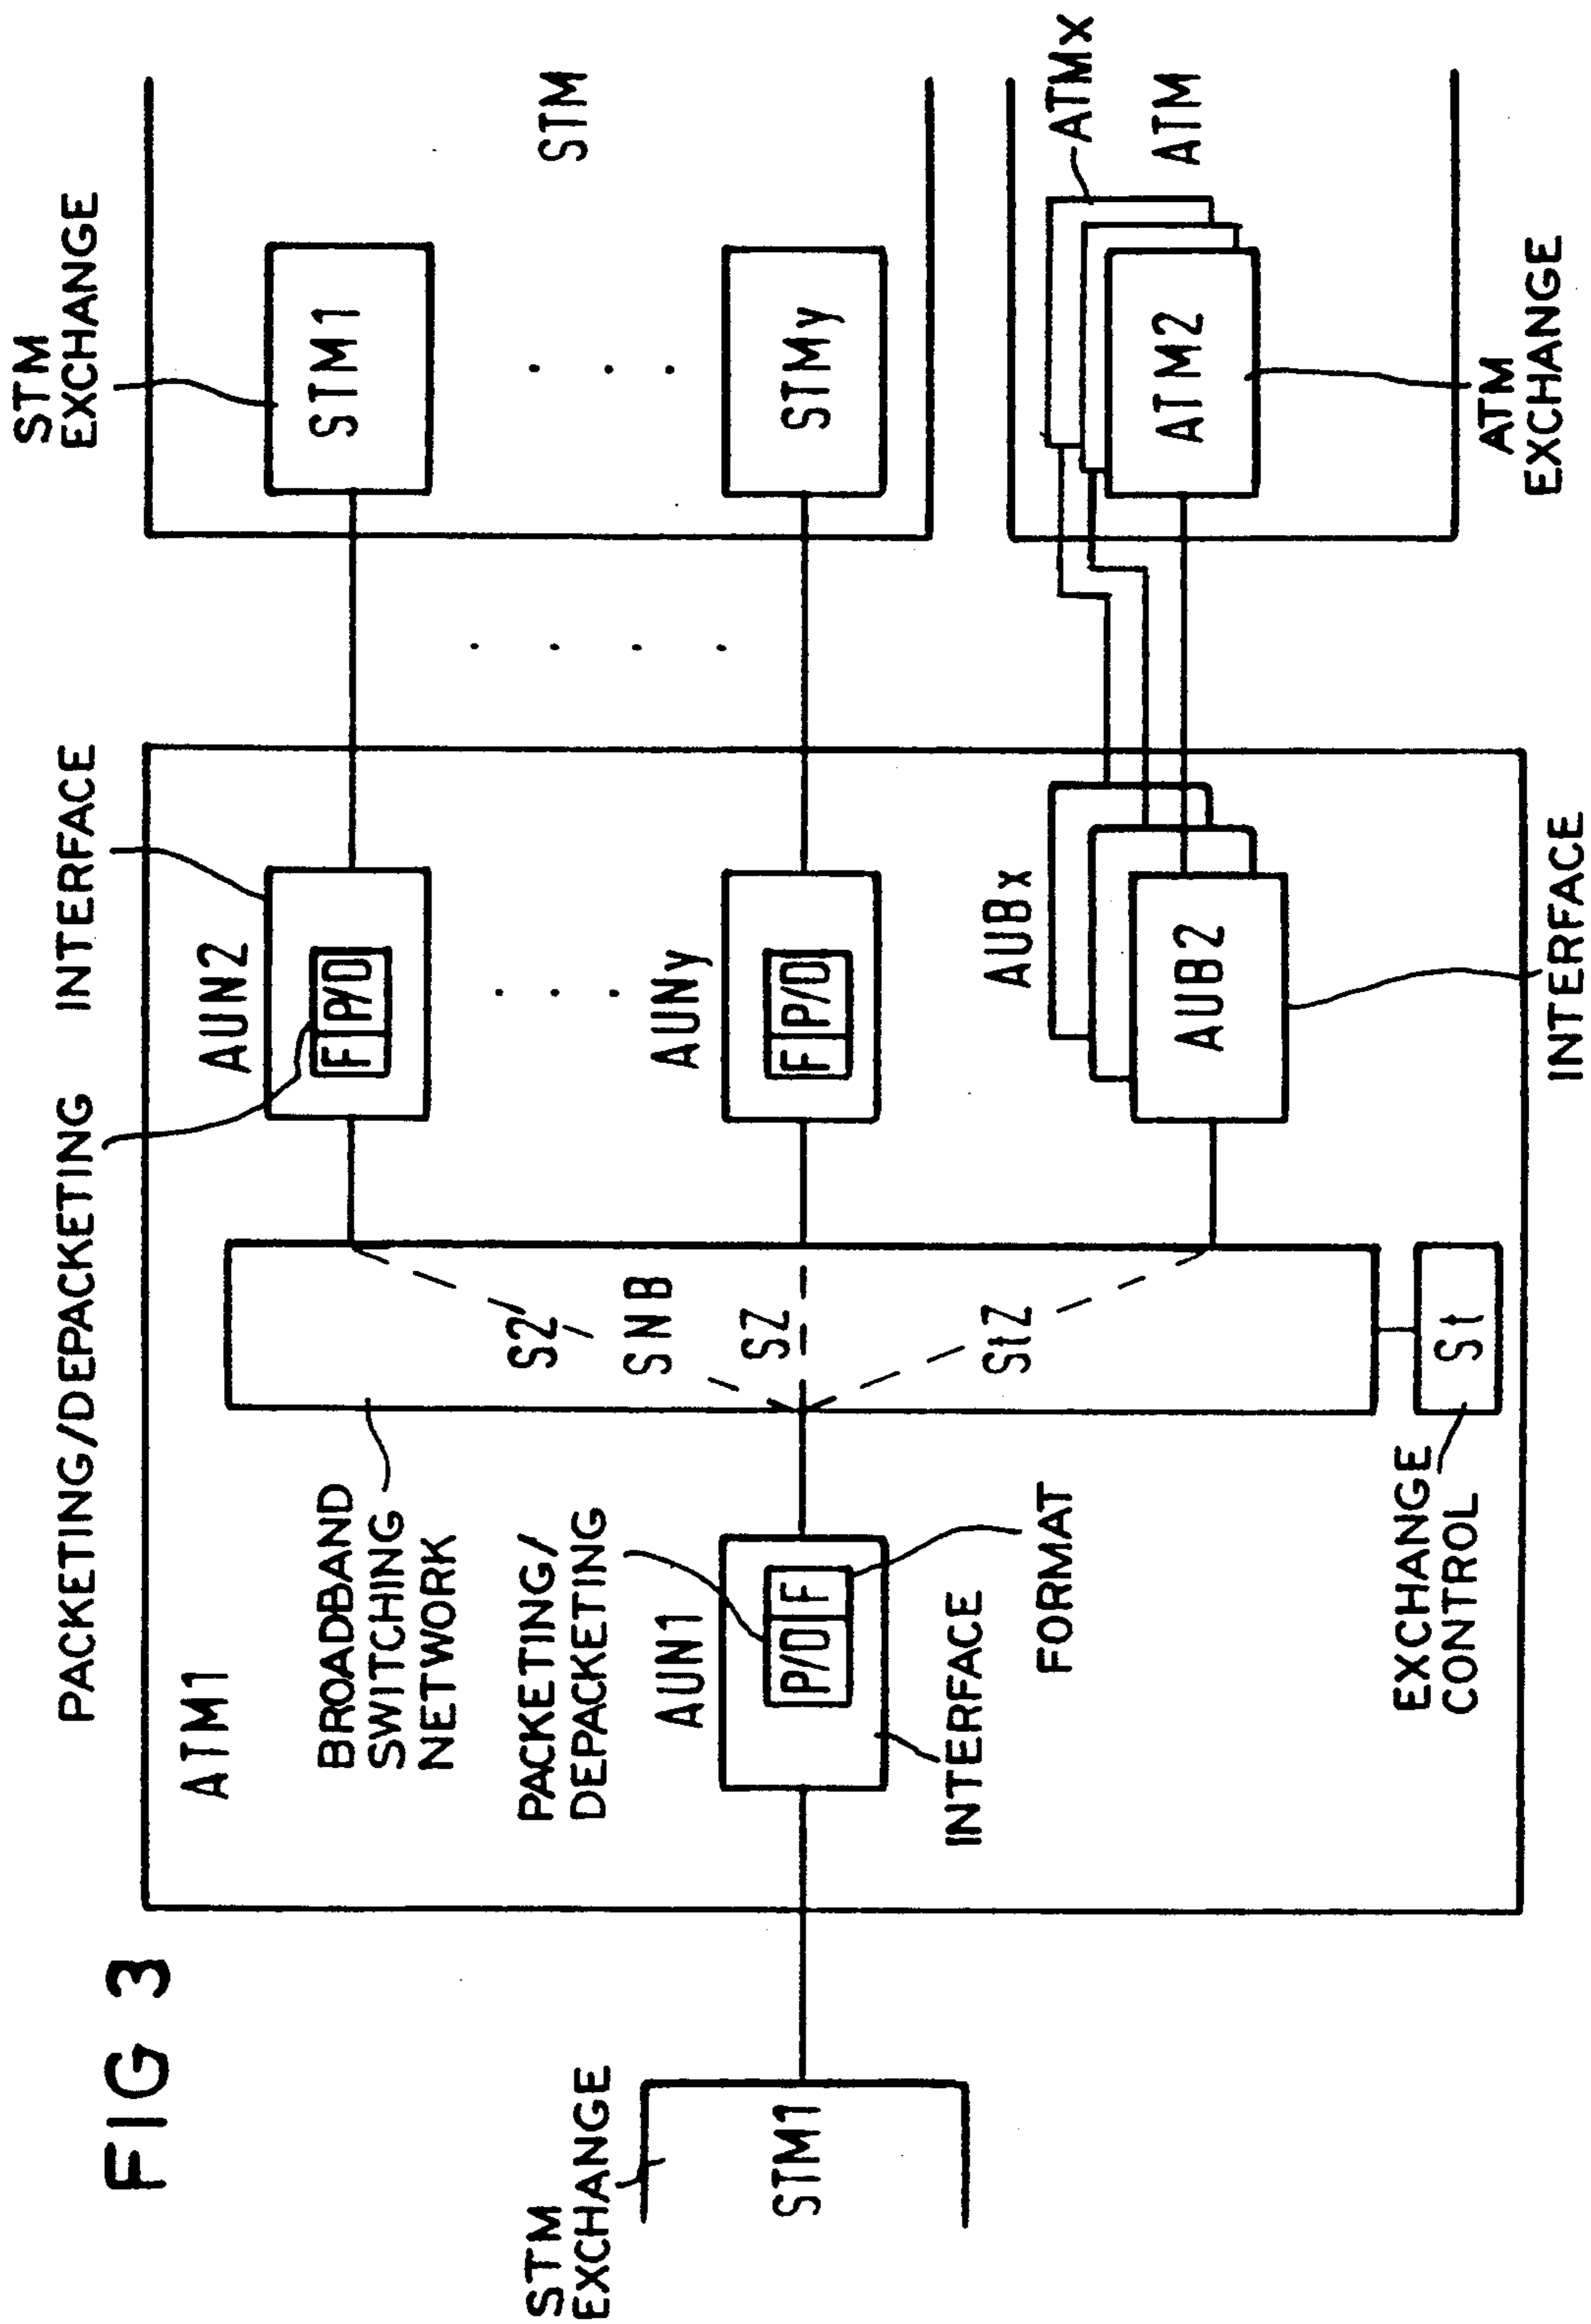 FIG 3
STM
EXCHANGE
STM1
ATM1
BROADBAND
SWITCHING
NETWORK
PACKETING/
DEPACKETING
AUN1
P/D F
INTERFACE
FORMAT
EXCHANGE
CONTROL
St
SZ
SNB
SZ
StZ
PACKETING/DEPACKETING
INTERFACE
AUN2
F P/D
AUNy
F P/D
AUBx
AUB2
INTERFACE
STM
EXCHANGE
STM1
STMy
STM
ATMx
ATM
ATM2
ATM
EXCHANGE